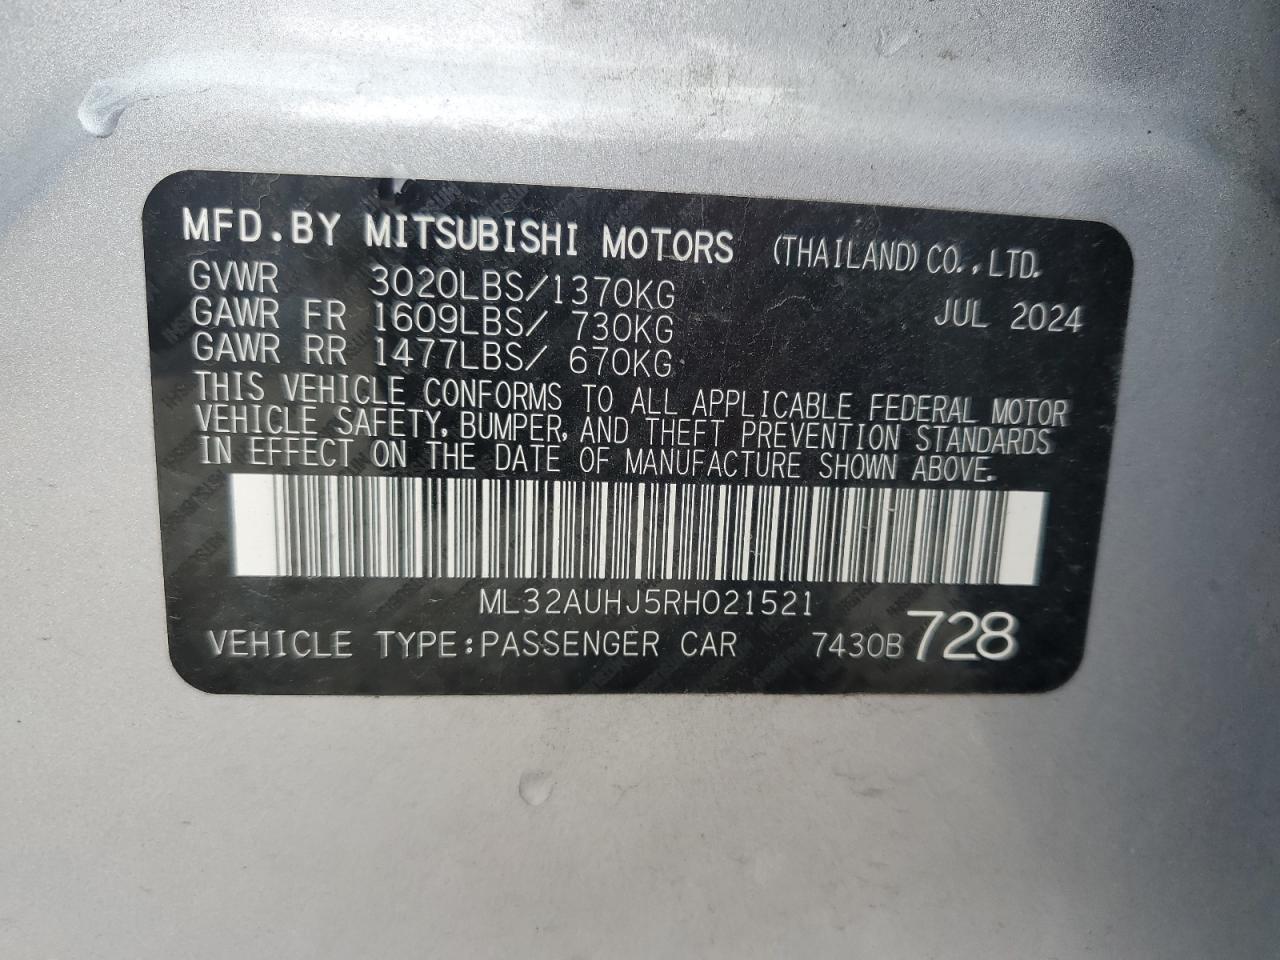 MFD.BY MITSUBISHI MOTORS (THAILAND) CO., LTD.
GVWR 3020LBS/1370KG JUL 2024
GAWR FR 1609LBS/ 730KG
GAWR RR 1477LBS/ 670KG
THIS VEHICLE CONFORMS TO ALL APPLICABLE FEDERAL MOTOR
VEHICLE SAFETY, BUMPER, AND THEFT PREVENTION STANDARDS
IN EFFECT ON THE DATE OF MANUFACTURE SHOWN ABOVE.
ML32AUHJ5RH021521
VEHICLE TYPE:PASSENGER CAR 7430B 728